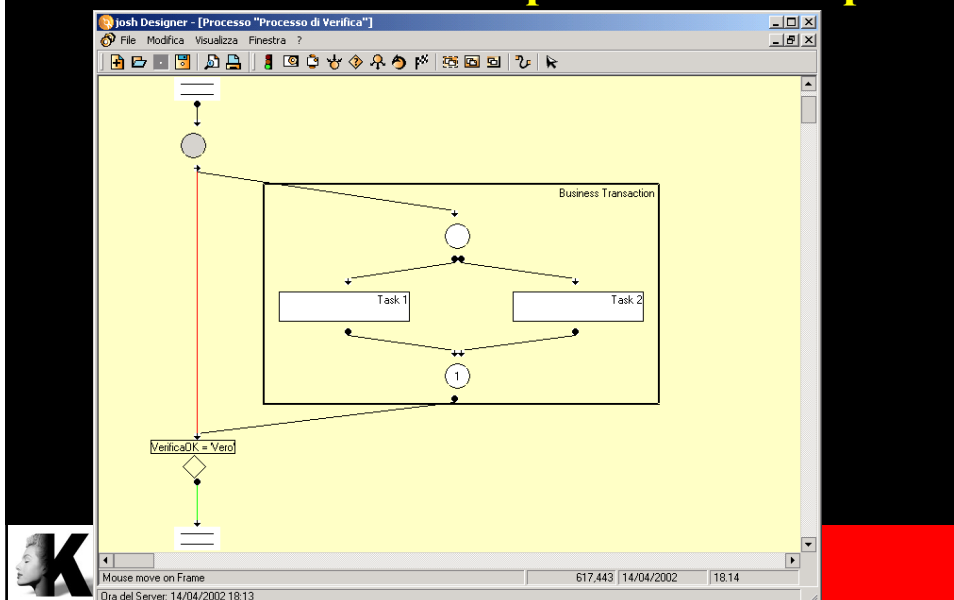 josh Designer - [Processo "Processo di Verifica"]
File Modifica Visualizza Finestra ?
Business Transaction
Task 1
Task 2
1
VerificaOK = 'Vero'
Mouse move on Frame
617,443
14/04/2002
18.14
Ora del Server: 14/04/2002 18:13
K